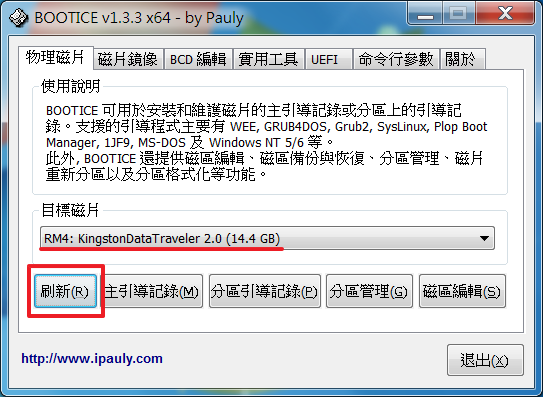 BOOTICE v1.3.3 x64 - by Pauly
物理磁片 磁片鏡像 BCD 編輯 實用工具 UEFI 命令行參數 關於
使用說明
BOOTICE 可用於安裝和維護磁片的主引導記錄或分區上的引導記
錄。支援的引導程式主要有 WEE, GRUB4DOS, Grub2, SysLinux, Plop Boot
Manager, 1JF9, MS-DOS 及 Windows NT 5/6 等。
此外, BOOTICE 還提供磁區編輯、磁區備份與恢復、分區管理、磁片
重新分區以及分區格式化等功能。
目標磁片
RM4: KingstonDataTraveler 2.0 (14.4 GB)
刷新(R) 主引導記錄(M) 分區引導記錄(P) 分區管理(G) 磁區編輯(S)
http://www.ipauly.com 退出(X)